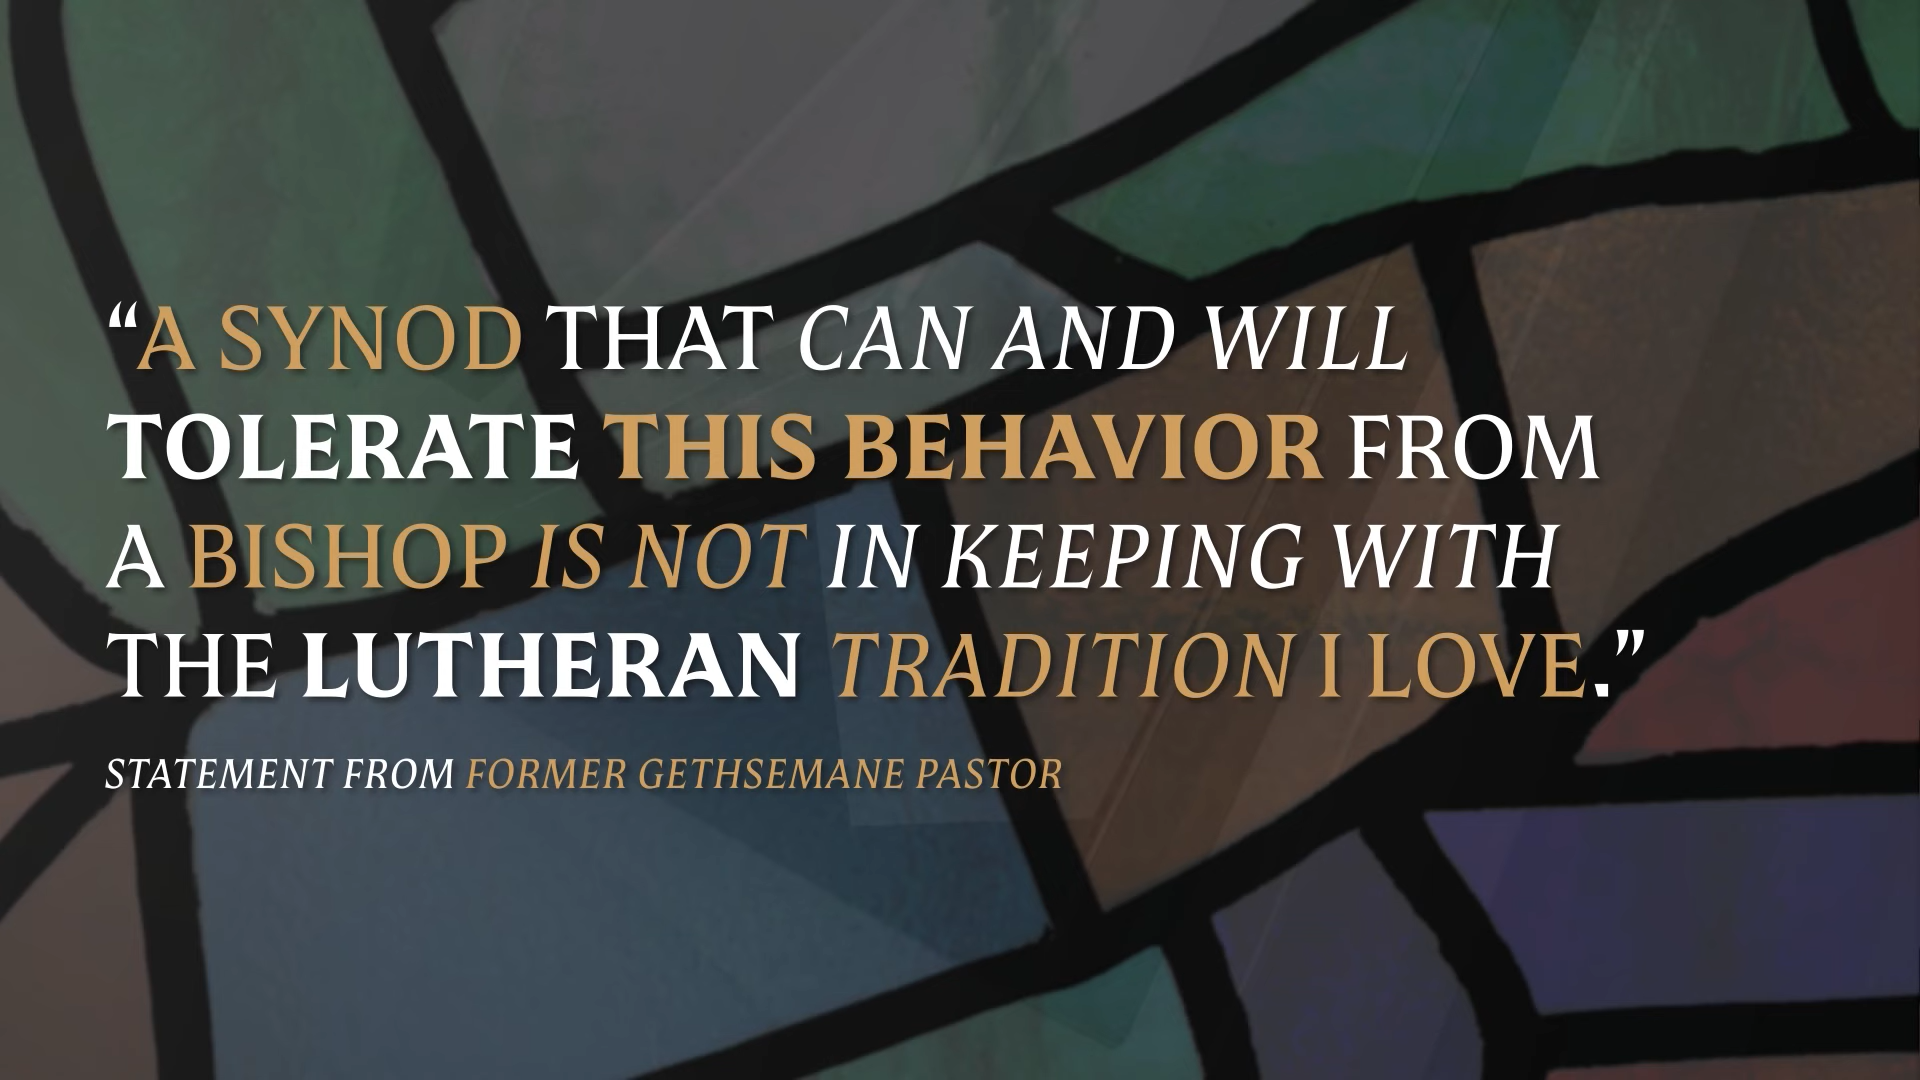 “A SYNOD THAT CAN AND WILL
TOLERATE THIS BEHAVIOR FROM
A BISHOP IS NOT IN KEEPING WITH
THE LUTHERAN TRADITION I LOVE.”
STATEMENT FROM FORMER GETHSEMANE PASTOR